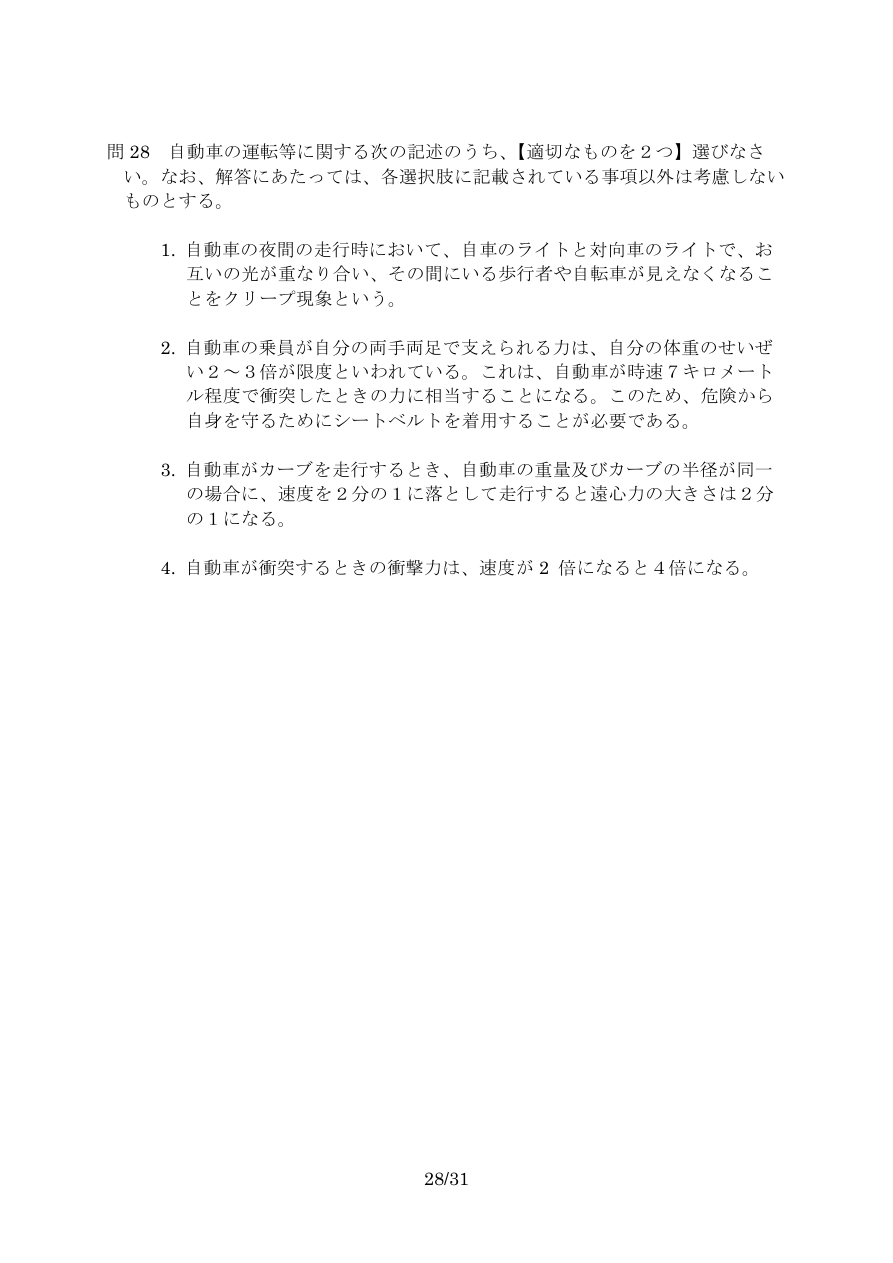 問 28　自動車の運転等に関する次の記述のうち、【適切なものを２つ】選びなさ
い。なお、解答にあたっては、各選択肢に記載されている事項以外は考慮しない
ものとする。
1. 自動車の夜間の走行時において、自車のライトと対向車のライトで、お
互いの光が重なり合い、その間にいる歩行者や自転車が見えなくなるこ
とをクリープ現象という。
2. 自動車の乗員が自分の両手両足で支えられる力は、自分の体重のせいぜ
い２～３倍が限度といわれている。これは、自動車が時速７キロメート
ル程度で衝突したときの力に相当することになる。このため、危険から
自身を守るためにシートベルトを着用することが必要である。
3. 自動車がカーブを走行するとき、自動車の重量及びカーブの半径が同一
の場合に、速度を２分の１に落として走行すると遠心力の大きさは２分
の１になる。
4. 自動車が衝突するときの衝撃力は、速度が 2 倍になると４倍になる。
28/31